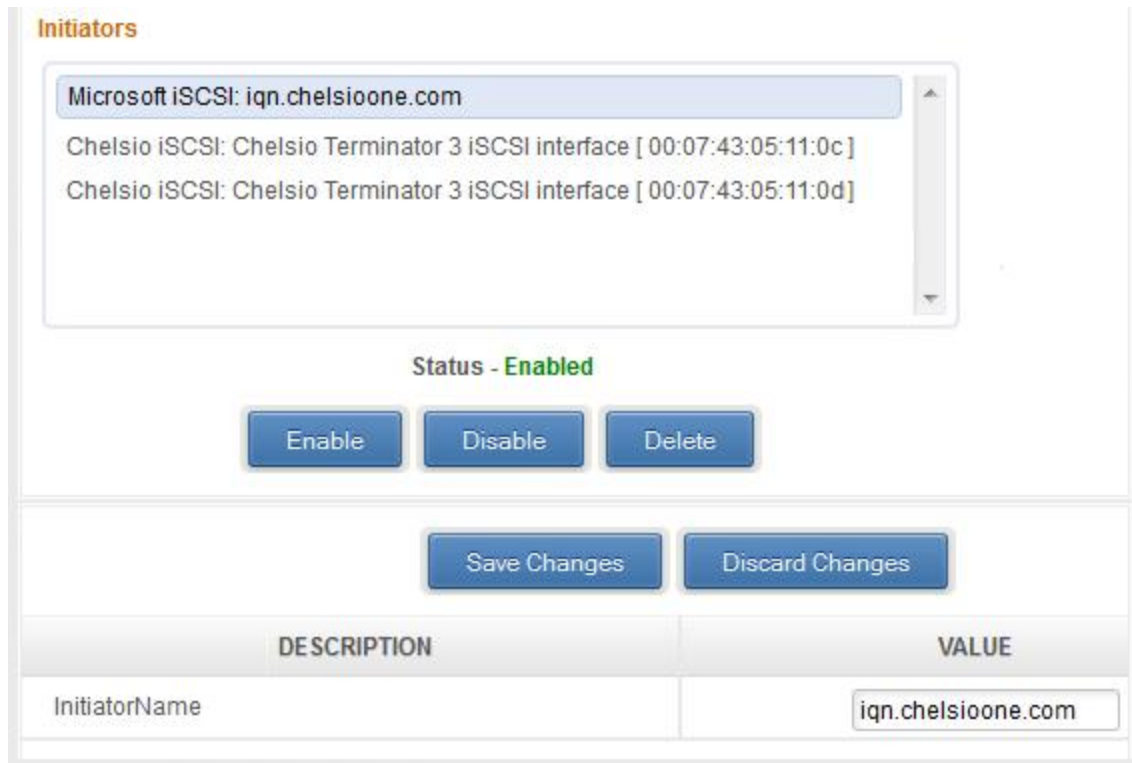 Initiators
Microsoft iSCSI: iqn.chelsioone.com
Chelsio iSCSI: Chelsio Terminator 3 iSCSI interface [ 00:07:43:05:11:0c ]
Chelsio iSCSI: Chelsio Terminator 3 iSCSI interface [ 00:07:43:05:11:0d ]
Status - Enabled
Enable Disable Delete
Save Changes Discard Changes
DESCRIPTION VALUE
InitiatorName iqn.chelsioone.com